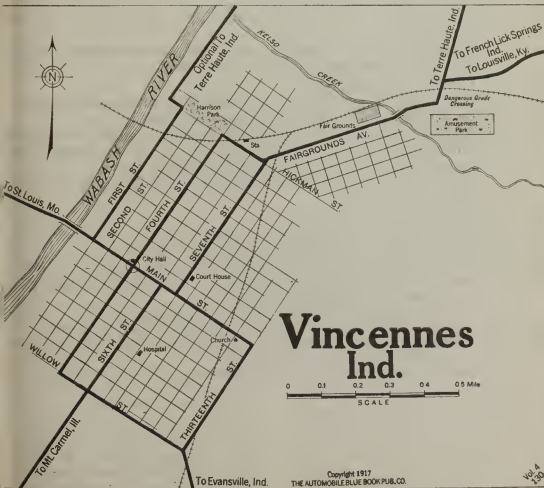 N
WABASH RIVER
Optional To
Terre Haute, Ind.
KELSO CREEK
To Terre Haute, Ind.
To French Lick Springs
Ind.
To Louisville, Ky.
Dangerous Grade
Crossing
Harrison
Park
Sta.
Fair Grounds
Amusement
Park
FAIRGROUNDS AV.
HICKMAN ST.
To St. Louis, Mo.
FIRST ST
SECOND ST
FOURTH ST
SEVENTH ST
City Hall
MAIN ST
Court House
SIXTH ST.
Hospital
Church
WILLOW ST.
THIRTEENTH ST
To Mt. Carmel, Ill.
To Evansville, Ind.
Vincennes
Ind.
0 0.1 0.2 0.3 0.4 0.5 Mile
SCALE
Copyright 1917
THE AUTOMOBILE BLUE BOOK PUB. CO.
Vol. 4
130